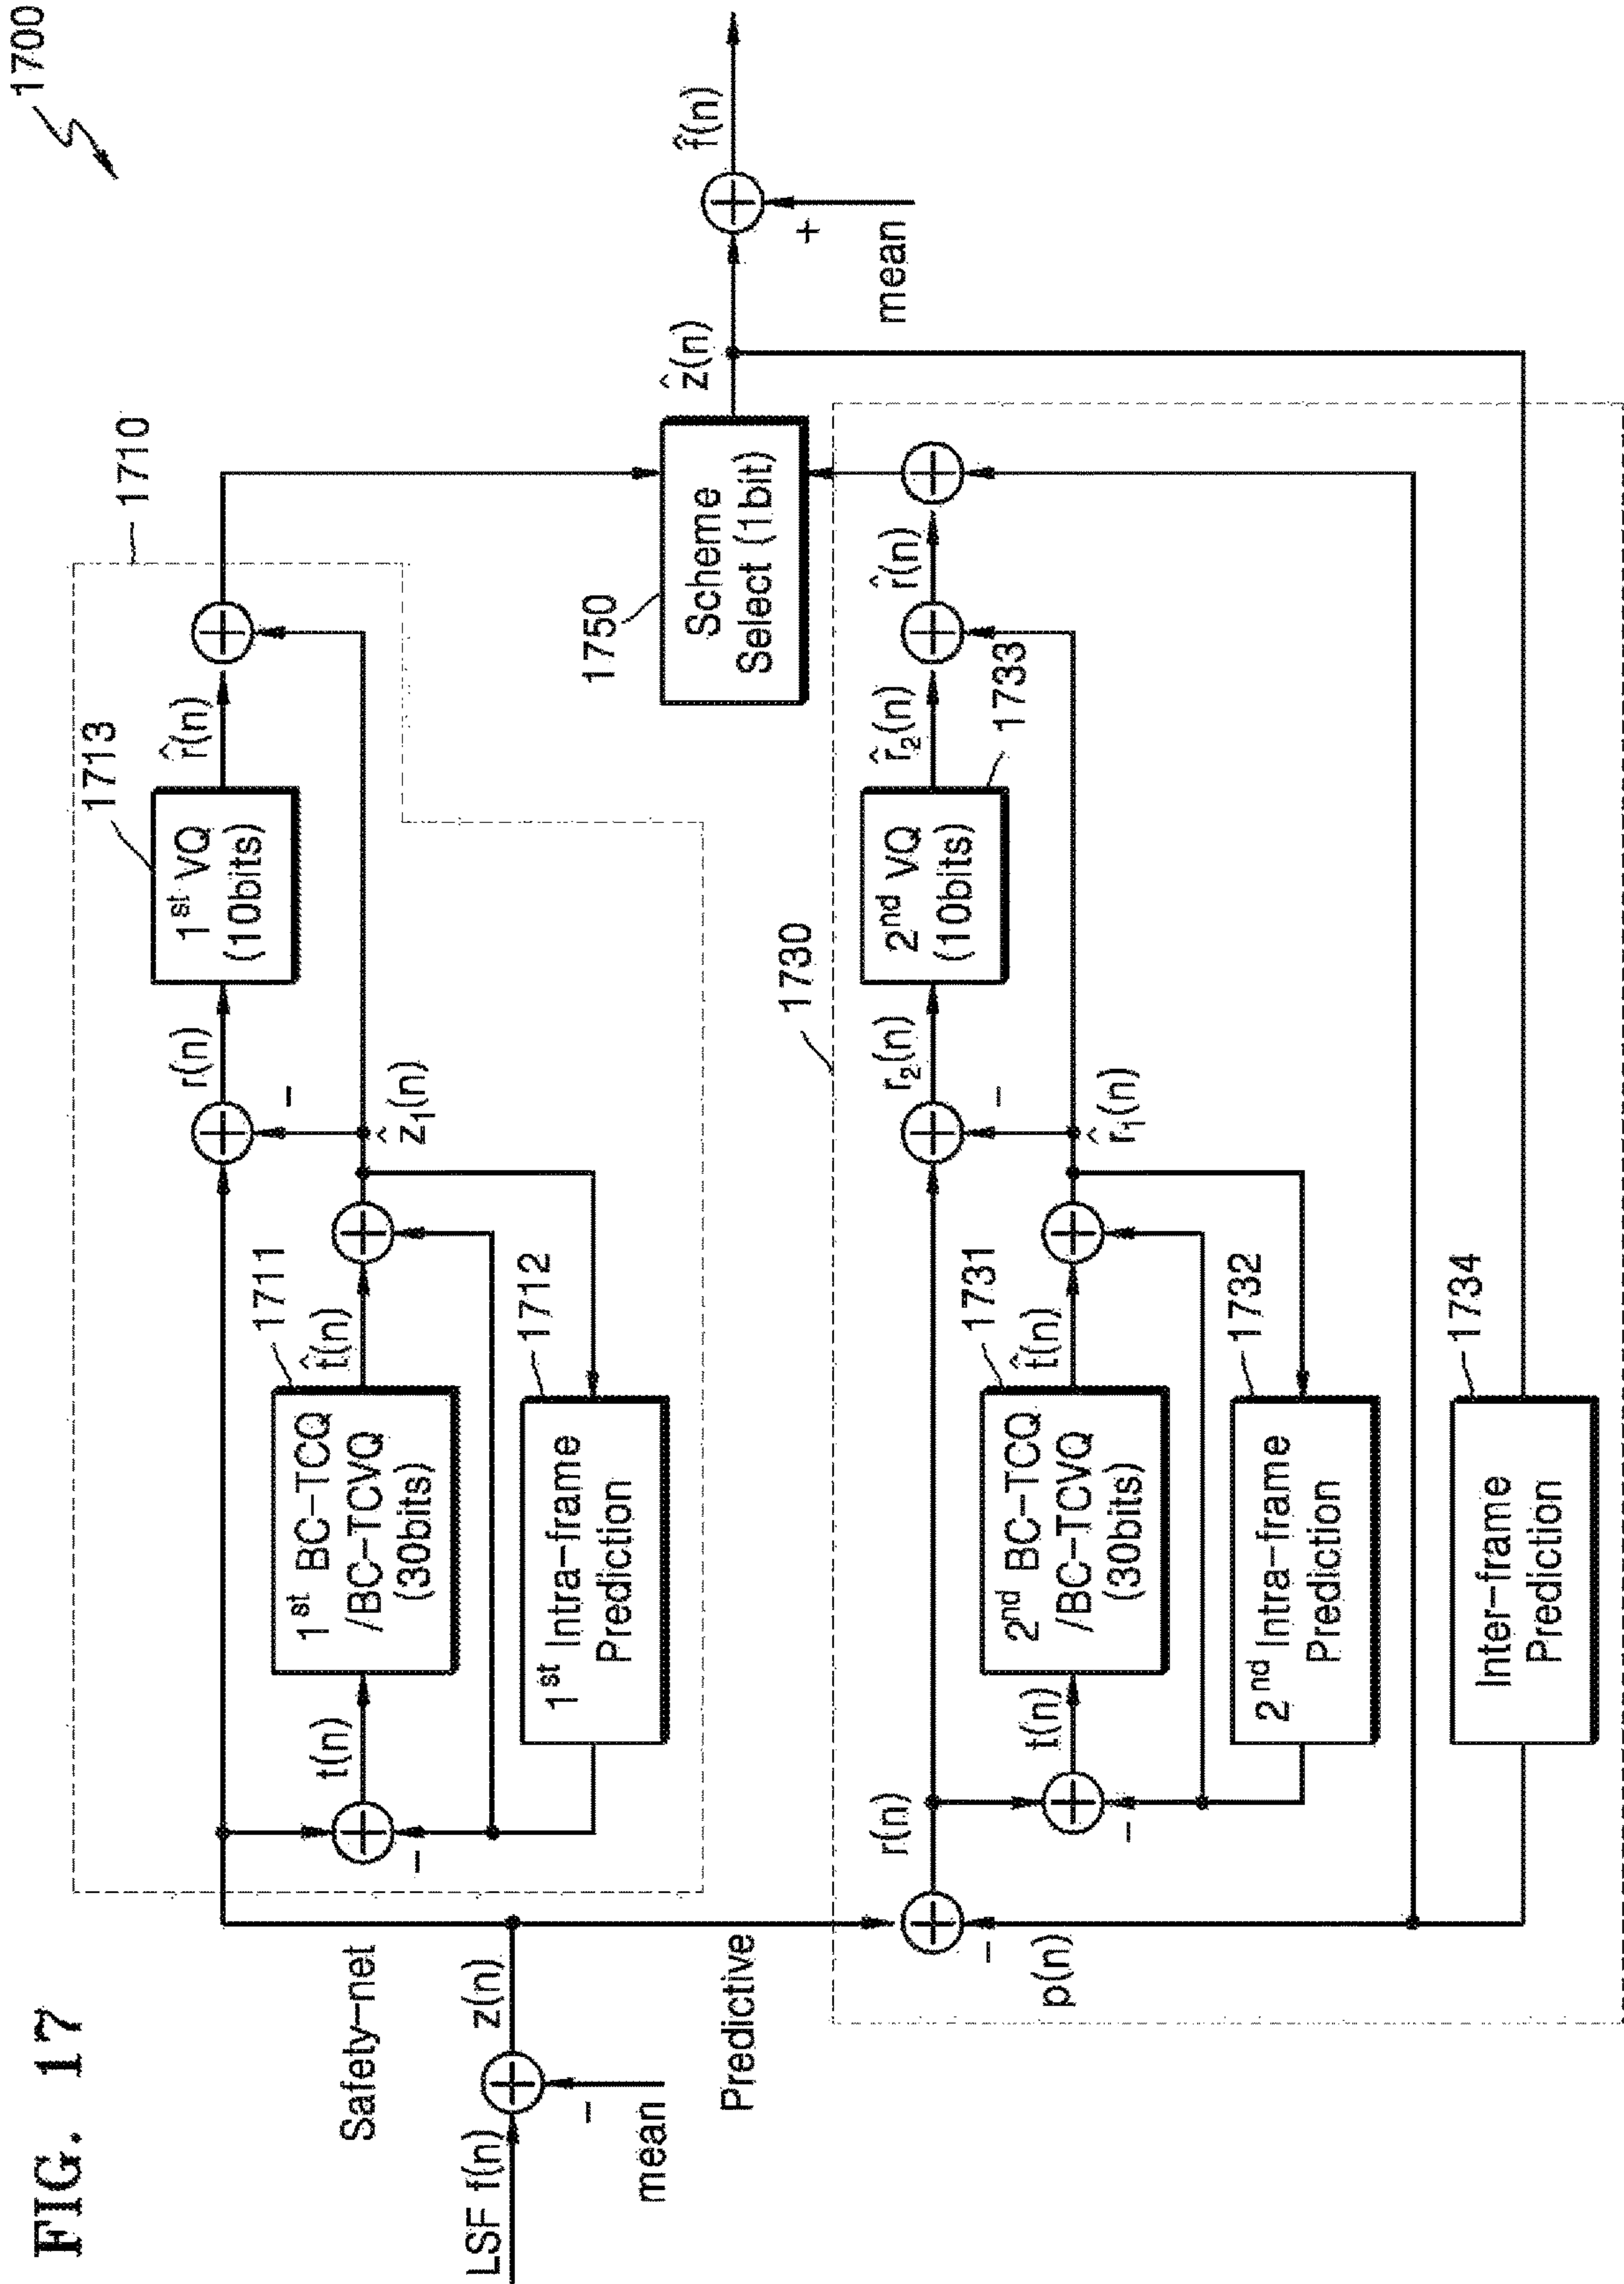 FIG. 17
1700
1710
Safety-net
LSF f(n)
z(n)
-
mean
Predictive
t(n)
-
1st BC-TCQ
/BC-TCVQ
(30bits)
1711
t̂(n)
1st Intra-frame
Prediction
1712
r(n)
-
ẑ1(n)
1st VQ
(10bits)
1713
r̂(n)
1750
Scheme
Select (1bit)
ẑ(n)
f̂(n)
+
mean
1730
-
p(n)
r(n)
t(n)
-
2nd BC-TCQ
/BC-TCVQ
(30bits)
1731
t̂(n)
2nd Intra-frame
Prediction
1732
Inter-frame
Prediction
1734
r2(n)
-
r̂1(n)
2nd VQ
(10bits)
1733
r̂2(n)
r̂(n)